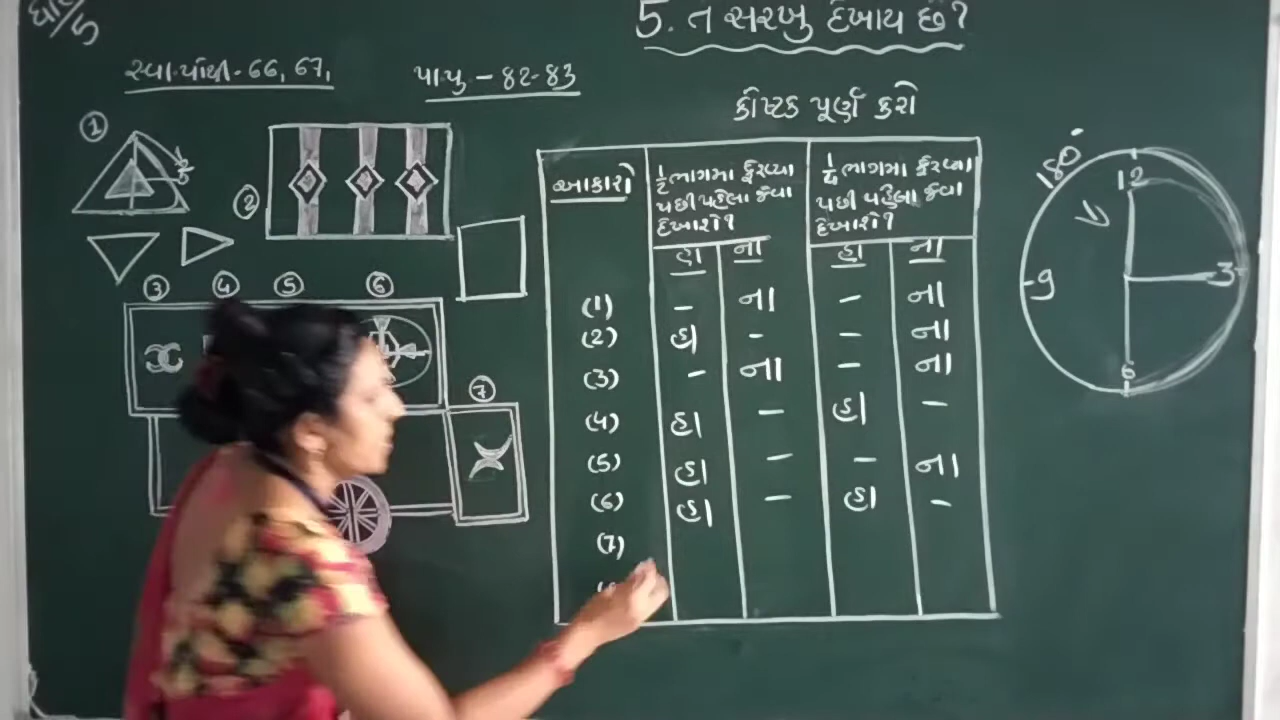 ધોરણ/5
5. તે સરખુ દેખાય છે?
સ્વા.પોથી - 66, 67,
પા.પુ - 82-83
કોષ્ટક પૂર્ણ કરો
1
2
3 4 5 6
7
આકારો
1/2 ભાગમા ફેરવ્યા પછી પહેલા જેવા દેખાશે?
1/4 ભાગમા ફેરવ્યા પછી પહેલા જેવા દેખાશે?
હા ના હા ના
(1) - ના - ના
(2) હા - - ના
(3) - ના - ના
(4) હા - હા -
(5) હા - - ના
(6) હા - હા -
(7)
180°
12
9 3
6